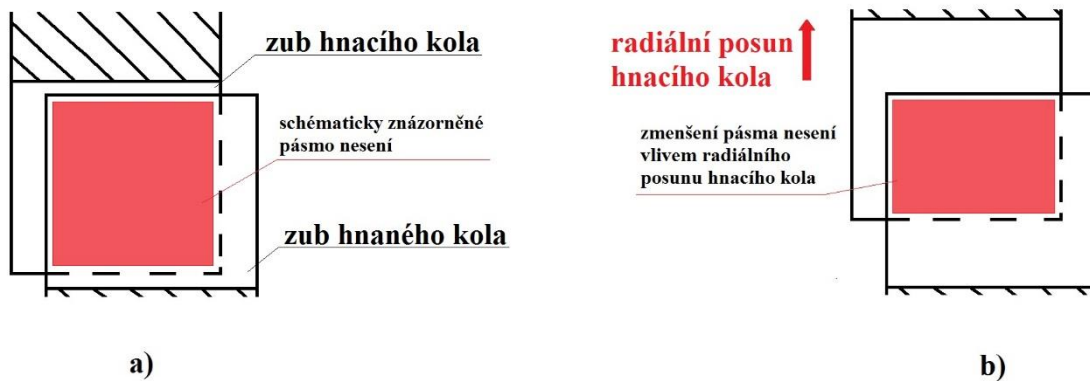 zub hnacího kola
schématicky znázorněné
pásmo nesení
zub hnaného kola
a)
radiální posun
hnacího kola
zmenšení pásma nesení
vlivem radiálního
posunu hnacího kola
b)